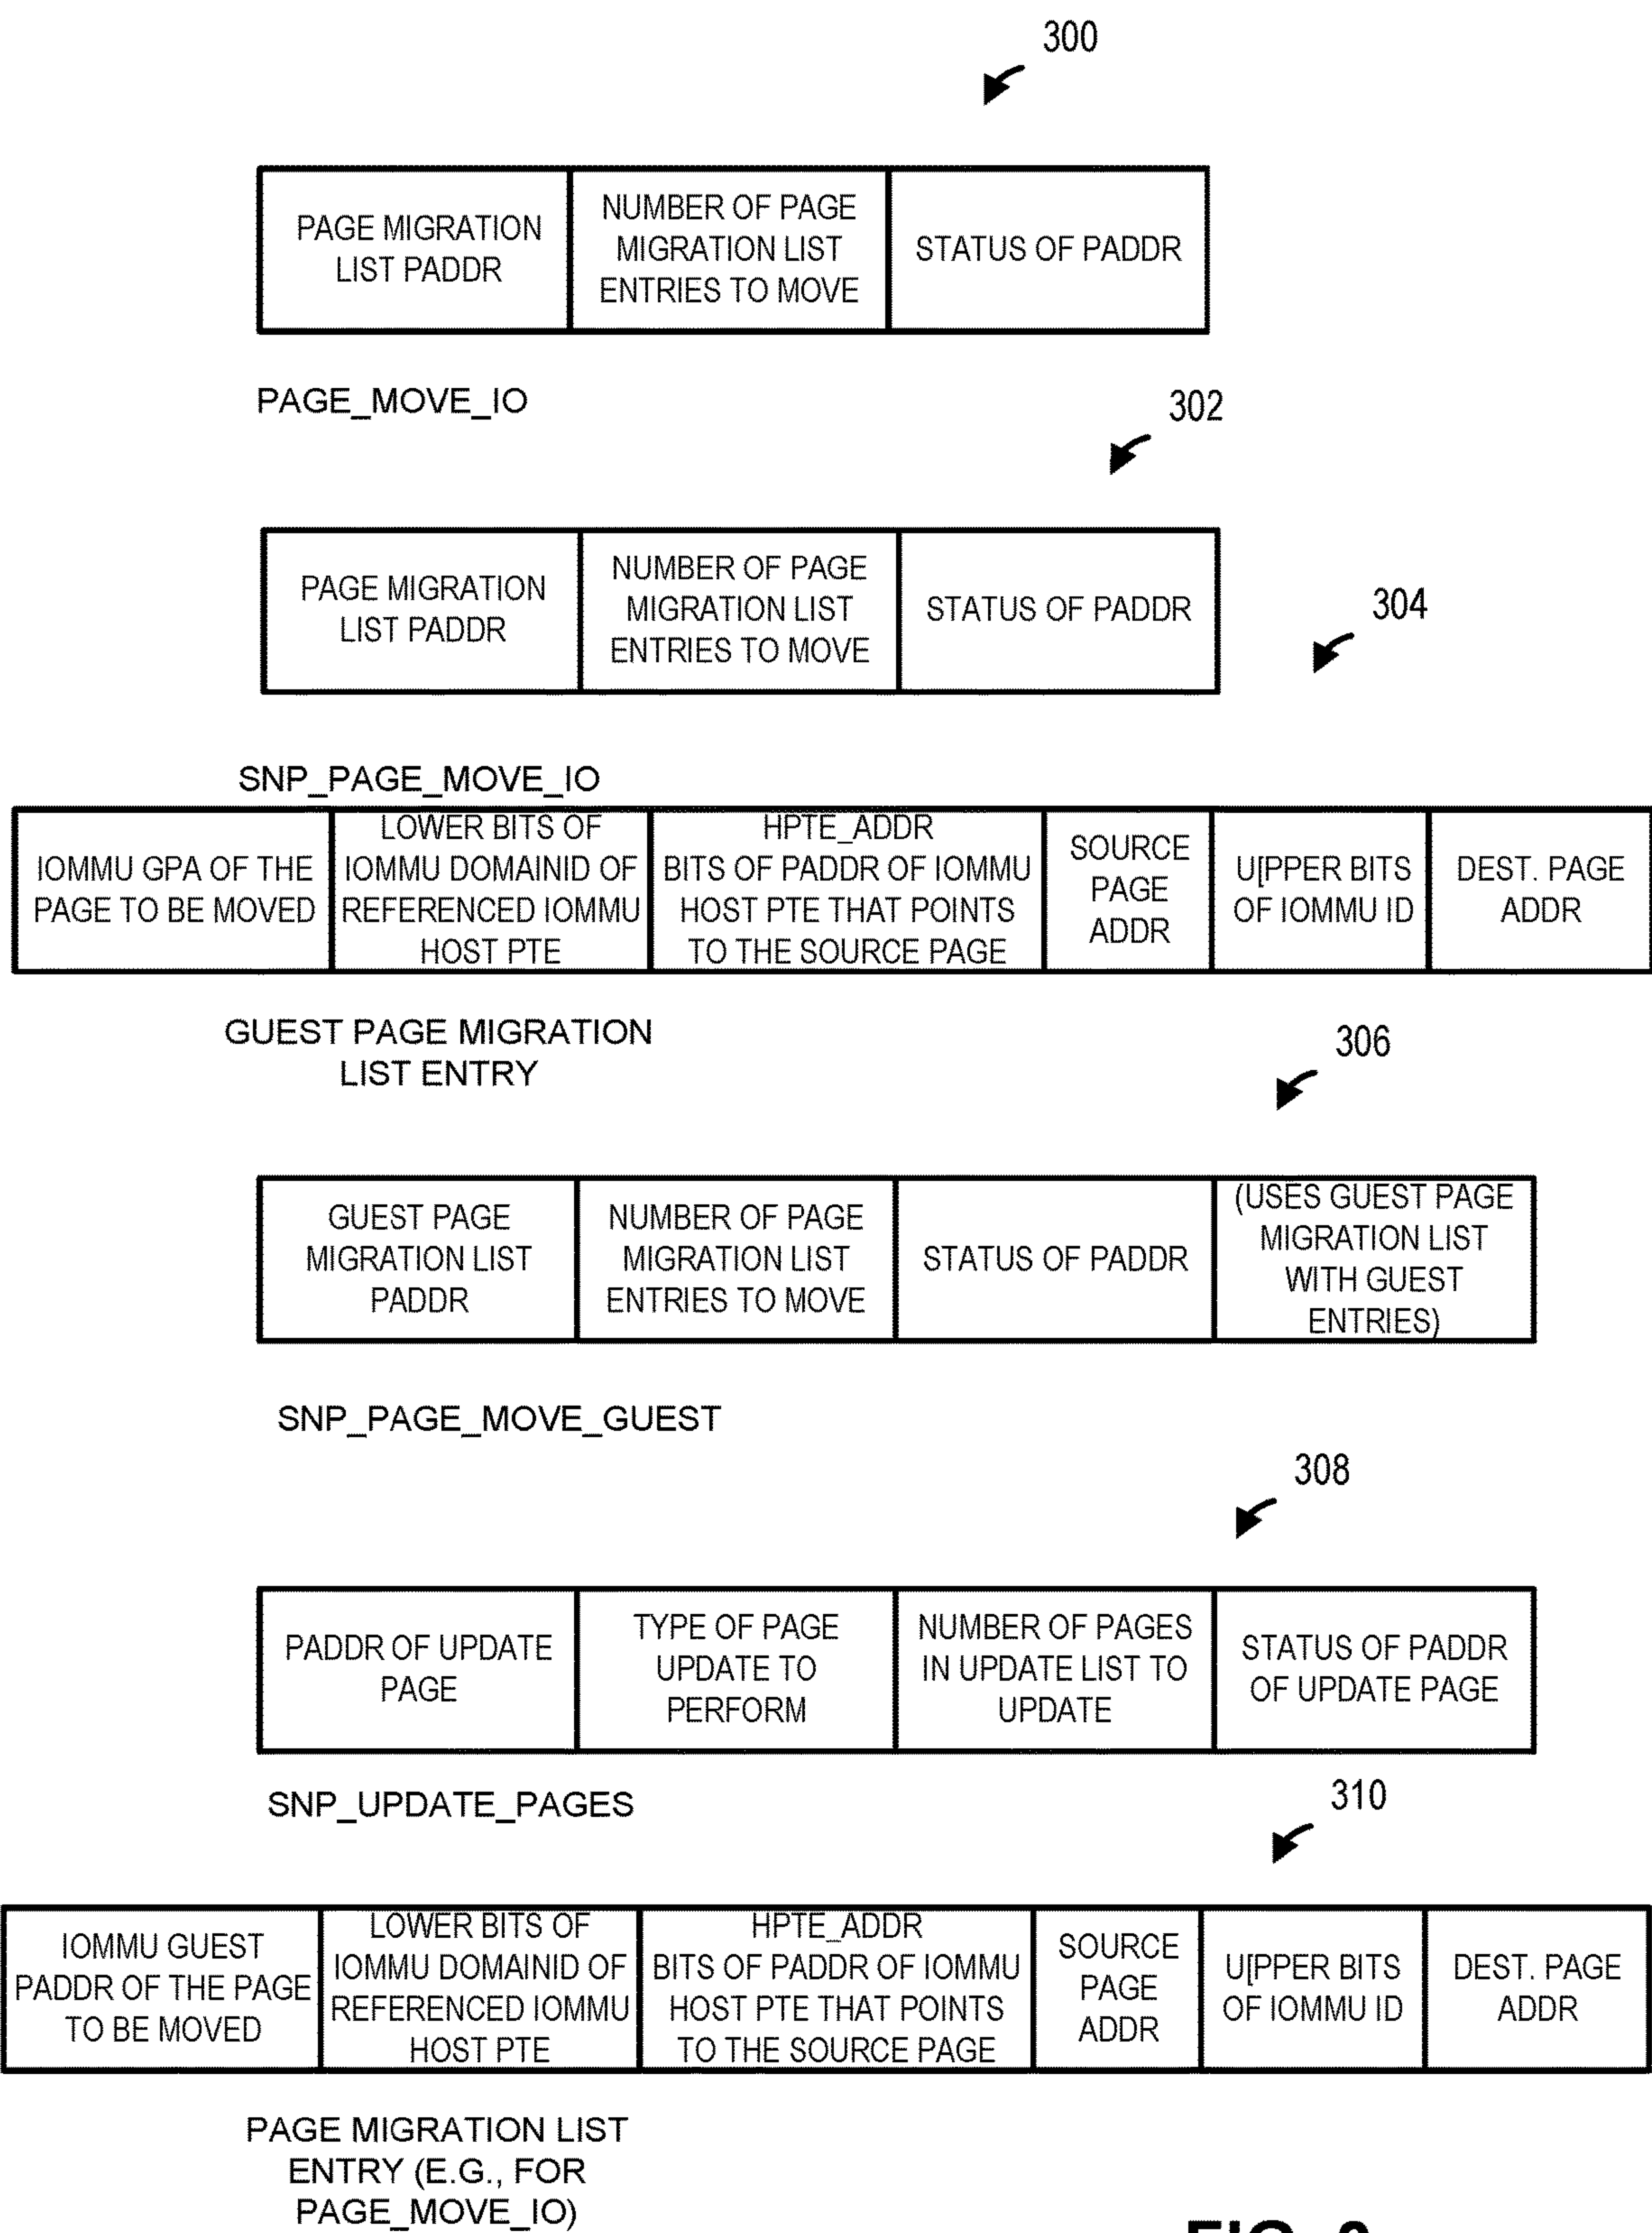 300
PAGE MIGRATION
LIST PADDR
NUMBER OF PAGE
MIGRATION LIST
ENTRIES TO MOVE
STATUS OF PADDR
PAGE_MOVE_IO
302
PAGE MIGRATION
LIST PADDR
NUMBER OF PAGE
MIGRATION LIST
ENTRIES TO MOVE
STATUS OF PADDR
304
SNP_PAGE_MOVE_IO
IOMMU GPA OF THE
PAGE TO BE MOVED
LOWER BITS OF
IOMMU DOMAINID OF
REFERENCED IOMMU
HOST PTE
HPTE_ADDR
BITS OF PADDR OF IOMMU
HOST PTE THAT POINTS
TO THE SOURCE PAGE
SOURCE
PAGE
ADDR
U[PPER BITS
OF IOMMU ID
DEST. PAGE
ADDR
GUEST PAGE MIGRATION
LIST ENTRY
306
GUEST PAGE
MIGRATION LIST
PADDR
NUMBER OF PAGE
MIGRATION LIST
ENTRIES TO MOVE
STATUS OF PADDR
(USES GUEST PAGE
MIGRATION LIST
WITH GUEST
ENTRIES)
SNP_PAGE_MOVE_GUEST
308
PADDR OF UPDATE
PAGE
TYPE OF PAGE
UPDATE TO
PERFORM
NUMBER OF PAGES
IN UPDATE LIST TO
UPDATE
STATUS OF PADDR
OF UPDATE PAGE
SNP_UPDATE_PAGES
310
IOMMU GUEST
PADDR OF THE PAGE
TO BE MOVED
LOWER BITS OF
IOMMU DOMAINID OF
REFERENCED IOMMU
HOST PTE
HPTE_ADDR
BITS OF PADDR OF IOMMU
HOST PTE THAT POINTS
TO THE SOURCE PAGE
SOURCE
PAGE
ADDR
U[PPER BITS
OF IOMMU ID
DEST. PAGE
ADDR
PAGE MIGRATION LIST
ENTRY (E.G., FOR
PAGE_MOVE_IO)